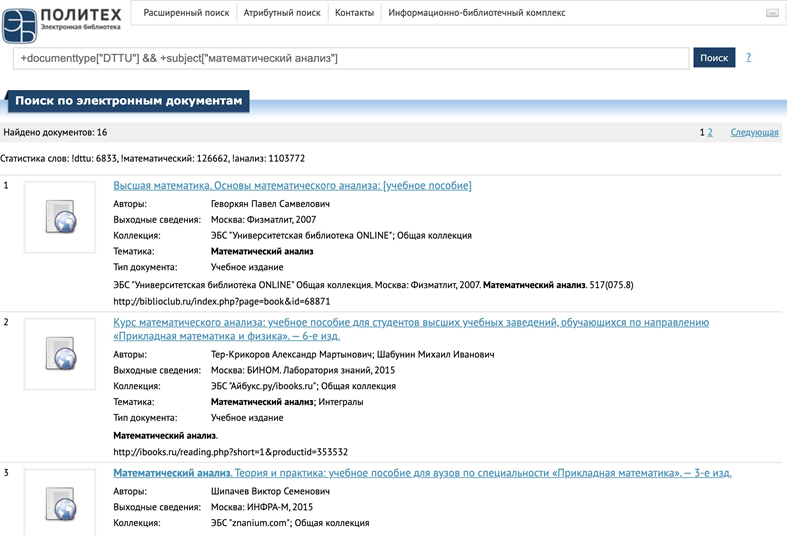 ПОЛИТЕХ
Электронная библиотека
Расширенный поиск Атрибутный поиск Контакты Информационно-библиотечный комплекс
+documenttype["DTTU"] && +subject["математический анализ"] Поиск ?
Поиск по электронным документам
Найдено документов: 16 1 2 Следующая
Статистика слов: !dttu: 6833, !математический: 126662, !анализ: 1103772
1 Высшая математика. Основы математического анализа: [учебное пособие]
Авторы: Геворкян Павел Самвелович
Выходные сведения: Москва: Физматлит, 2007
Коллекция: ЭБС "Университетская библиотека ONLINE"; Общая коллекция
Тематика: Математический анализ
Тип документа: Учебное издание
ЭБС "Университетская библиотека ONLINE" Общая коллекция. Москва: Физматлит, 2007. Математический анализ. 517(075.8)
http://biblioclub.ru/index.php?page=book&id=68871
2 Курс математического анализа: учебное пособие для студентов высших учебных заведений, обучающихся по направлению
«Прикладная математика и физика». — 6-е изд.
Авторы: Тер-Крикоров Александр Мартынович; Шабунин Михаил Иванович
Выходные сведения: Москва: БИНОМ. Лаборатория знаний, 2015
Коллекция: ЭБС "Айбукс.ру/ibooks.ru"; Общая коллекция
Тематика: Математический анализ; Интегралы
Тип документа: Учебное издание
Математический анализ.
http://ibooks.ru/reading.php?short=1&productid=353532
3 Математический анализ. Теория и практика: учебное пособие для вузов по специальности «Прикладная математика». — 3-е изд.
Авторы: Шипачев Виктор Семенович
Выходные сведения: Москва: ИНФРА-М, 2015
Коллекция: ЭБС "znanium.com"; Общая коллекция